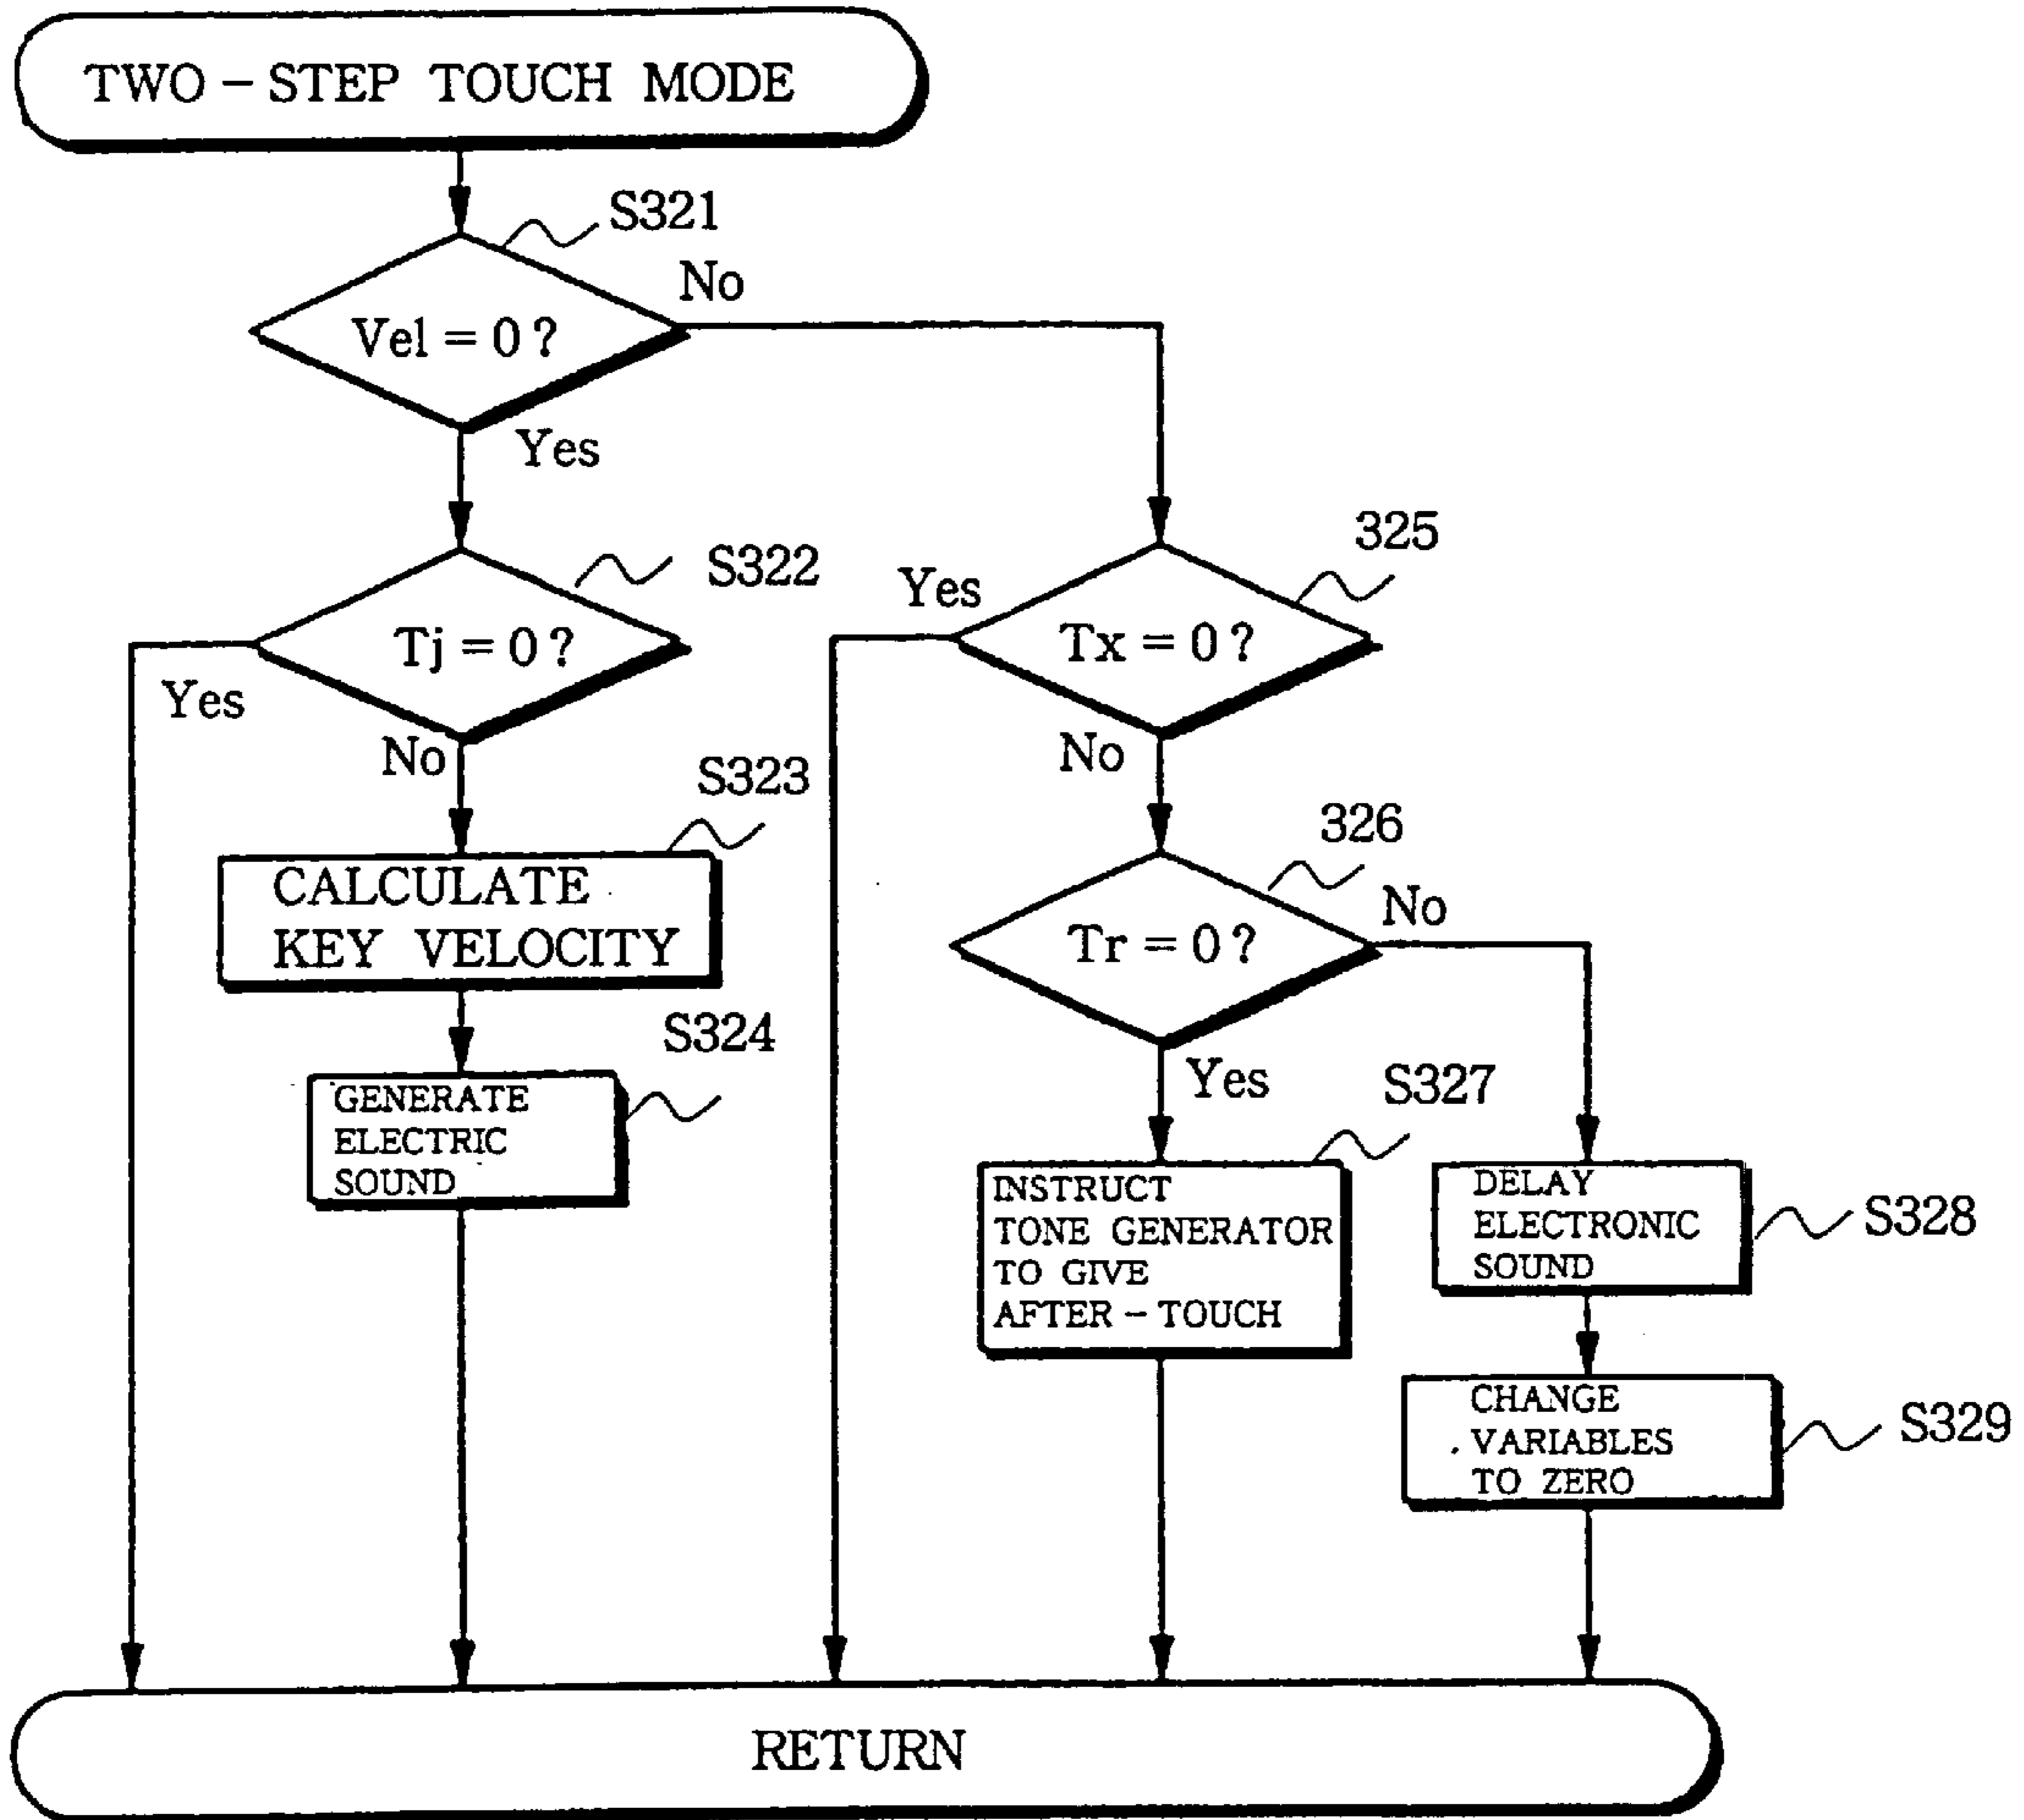 TWO - STEP TOUCH MODE
S321
Vel = 0 ?
No
Yes
S322
Tj = 0 ?
Yes
No
S323
CALCULATE
KEY VELOCITY
S324
GENERATE
ELECTRIC
SOUND
325
Tx = 0 ?
Yes
No
326
Tr = 0 ?
No
Yes
S327
INSTRUCT
TONE GENERATOR
TO GIVE
AFTER - TOUCH
DELAY
ELECTRONIC
SOUND
S328
CHANGE
VARIABLES
TO ZERO
S329
RETURN